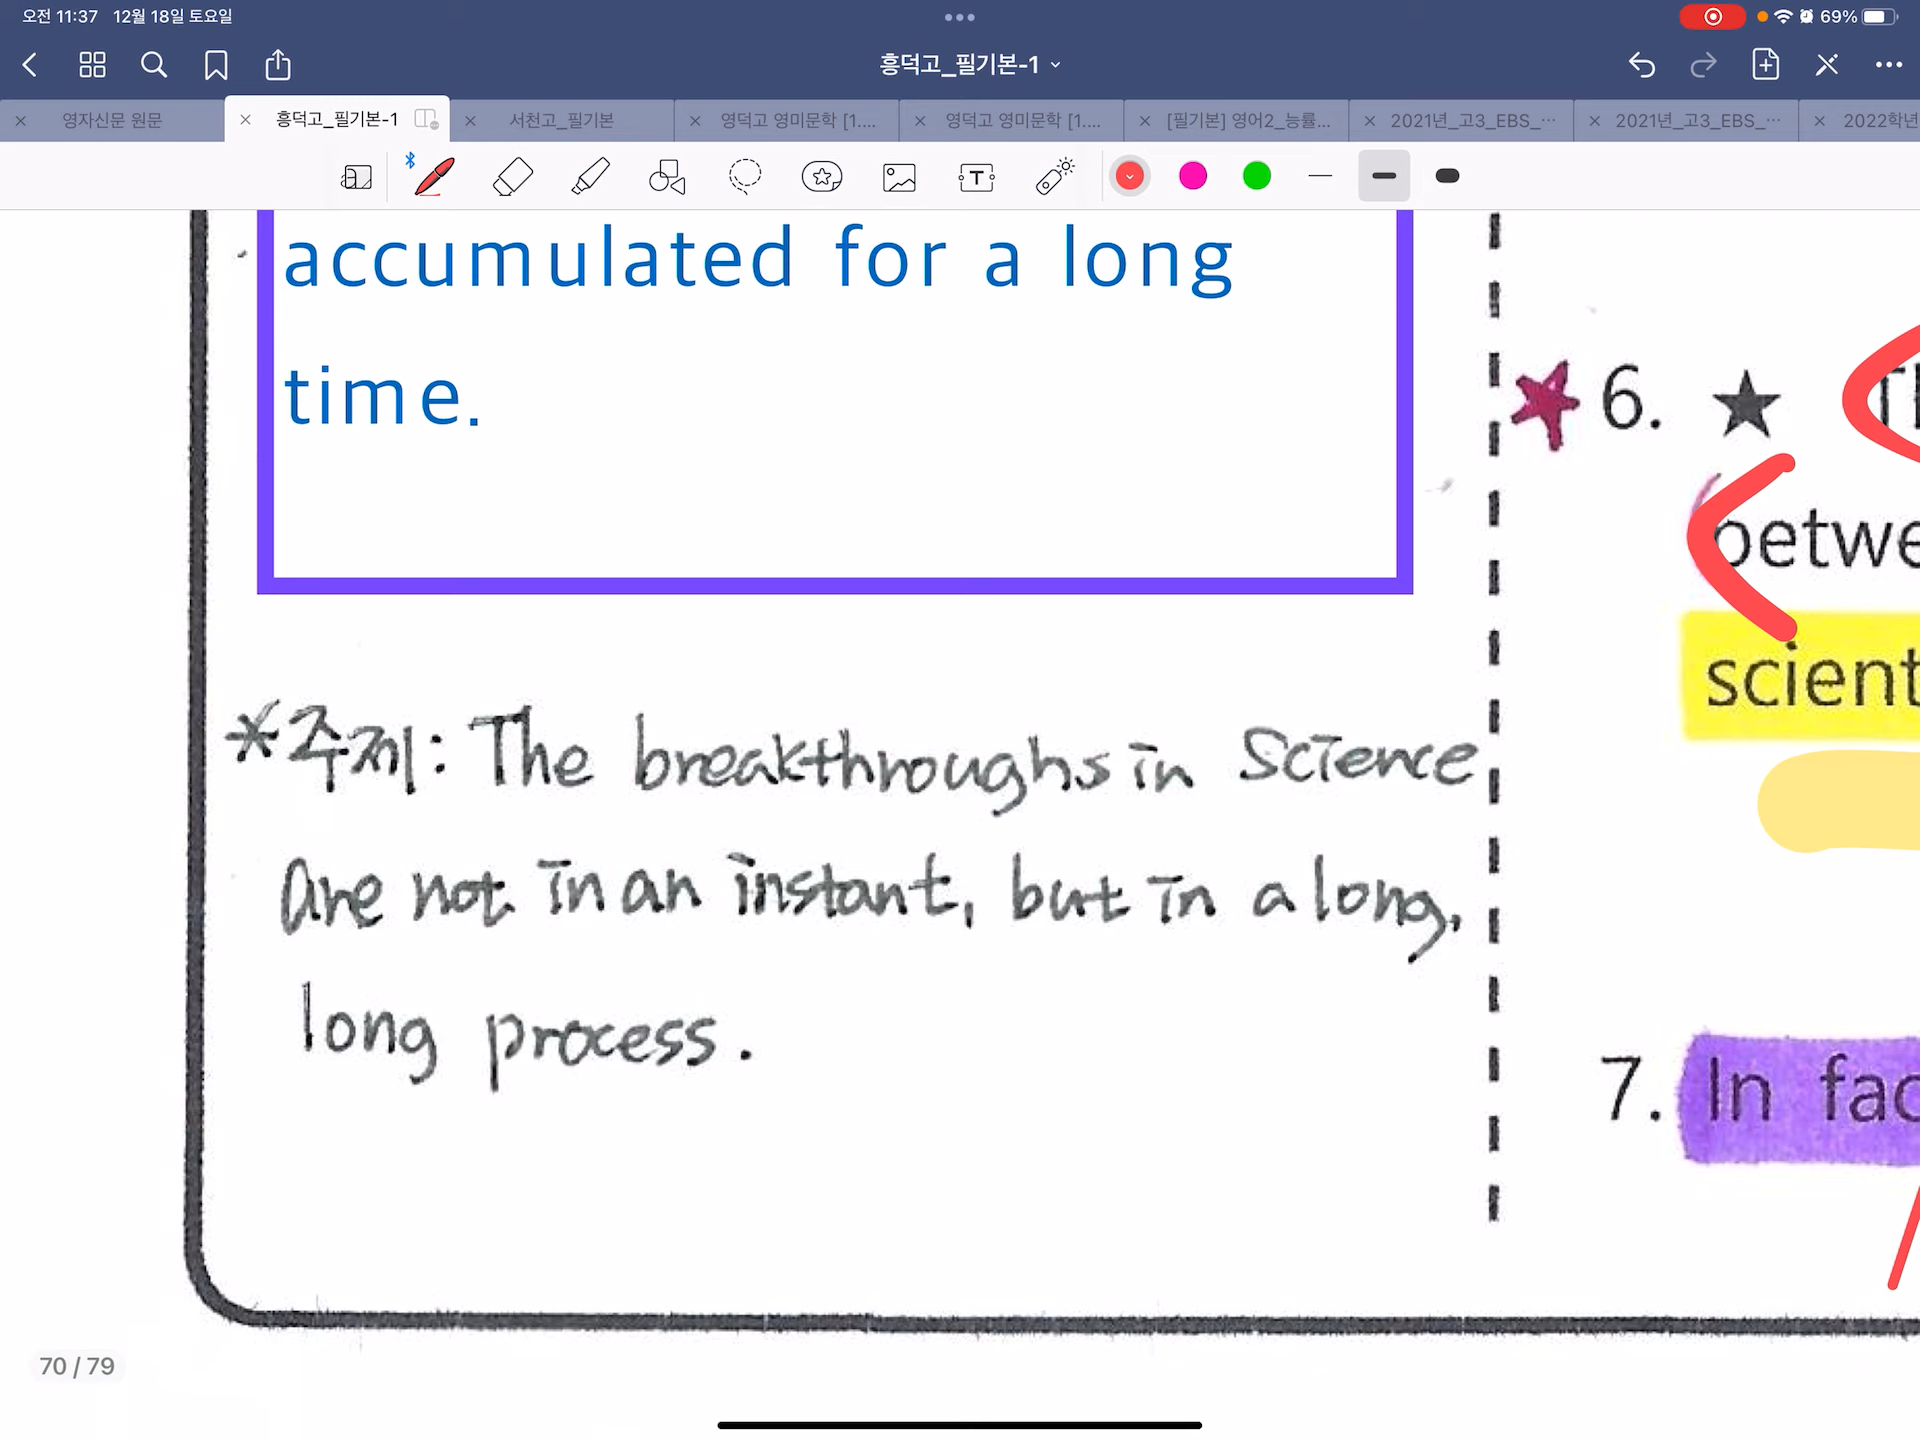 오전 11:37 12월 18일 토요일
69%
흥덕고_필기본-1
영자신문 원문
흥덕고_필기본-1
서천고_필기본
영덕고 영미문학 [1....
영덕고 영미문학 [1....
[필기본] 영어2_능률...
2021년_고3_EBS_...
2021년_고3_EBS_...
2022학년
accumulated for a long
time.
*주제: The breakthroughs in Science
are not in an instant, but in a long,
long process.
6. ★
betwe
scient
7. In fac
70 / 79